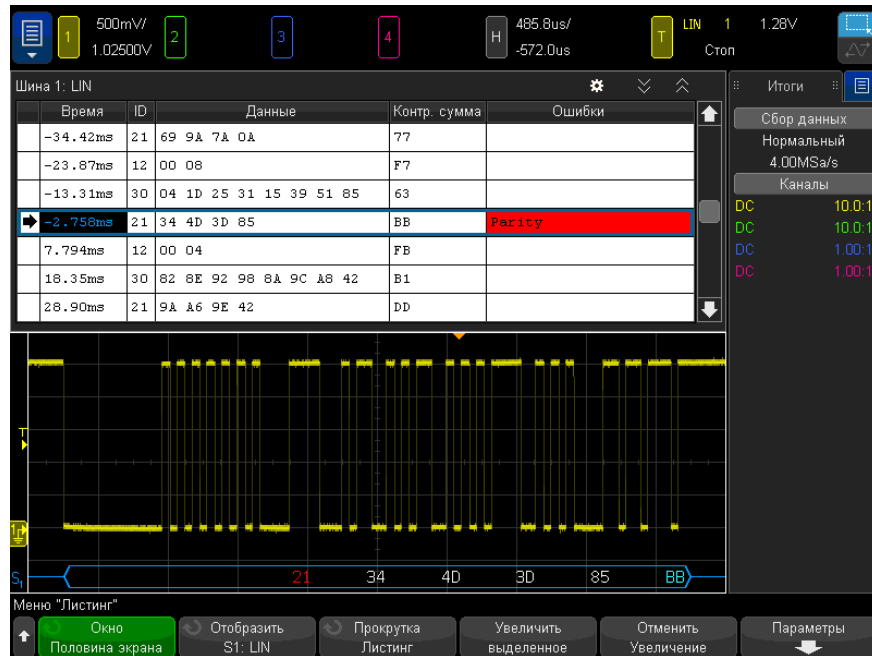 1 500mV/ 1.02500V 2 3 4 H 485.8us/ -572.0us T LIN 1 1.28V Стоп
Шина 1: LIN
Время ID Данные Контр. сумма Ошибки
-34.42ms 21 69 9A 7A 0A 77
-23.87ms 12 00 08 F7
-13.31ms 30 04 1D 25 31 15 39 51 85 63
-2.758ms 21 34 4D 3D 85 BB Parity
7.794ms 12 00 04 FB
18.35ms 30 82 8E 92 98 8A 9C A8 42 B1
28.90ms 21 9A A6 9E 42 DD
Итоги
Сбор данных
Нормальный
4.00MSa/s
Каналы
DC 10.0:1
DC 10.0:1
DC 1.00:1
DC 1.00:1
T
1
S1 21 34 4D 3D 85 BB
Меню "Листинг"
Окно
Половина экрана
Отобразить
S1: LIN
Прокрутка
Листинг
Увеличить
выделенное
Отменить
Увеличение
Параметры